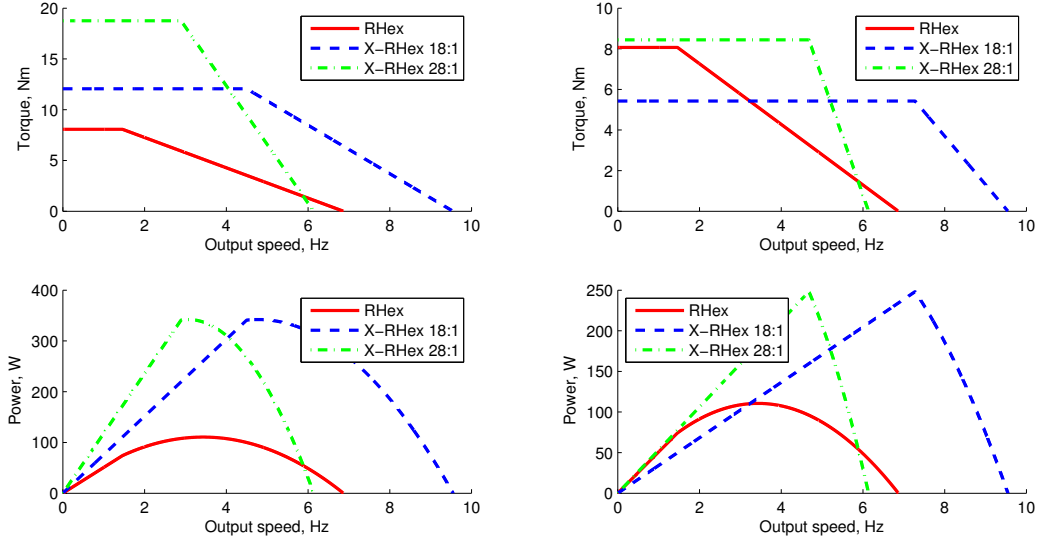 20
15
10
5
0
Torque, Nm
RHex
X−RHex 18:1
X−RHex 28:1
0 2 4 6 8 10
Output speed, Hz
10
8
6
4
2
0
Torque, Nm
RHex
X−RHex 18:1
X−RHex 28:1
0 2 4 6 8 10
Output speed, Hz
400
300
200
100
0
Power, W
RHex
X−RHex 18:1
X−RHex 28:1
0 2 4 6 8 10
Output speed, Hz
250
200
150
100
50
0
Power, W
RHex
X−RHex 18:1
X−RHex 28:1
0 2 4 6 8 10
Output speed, Hz